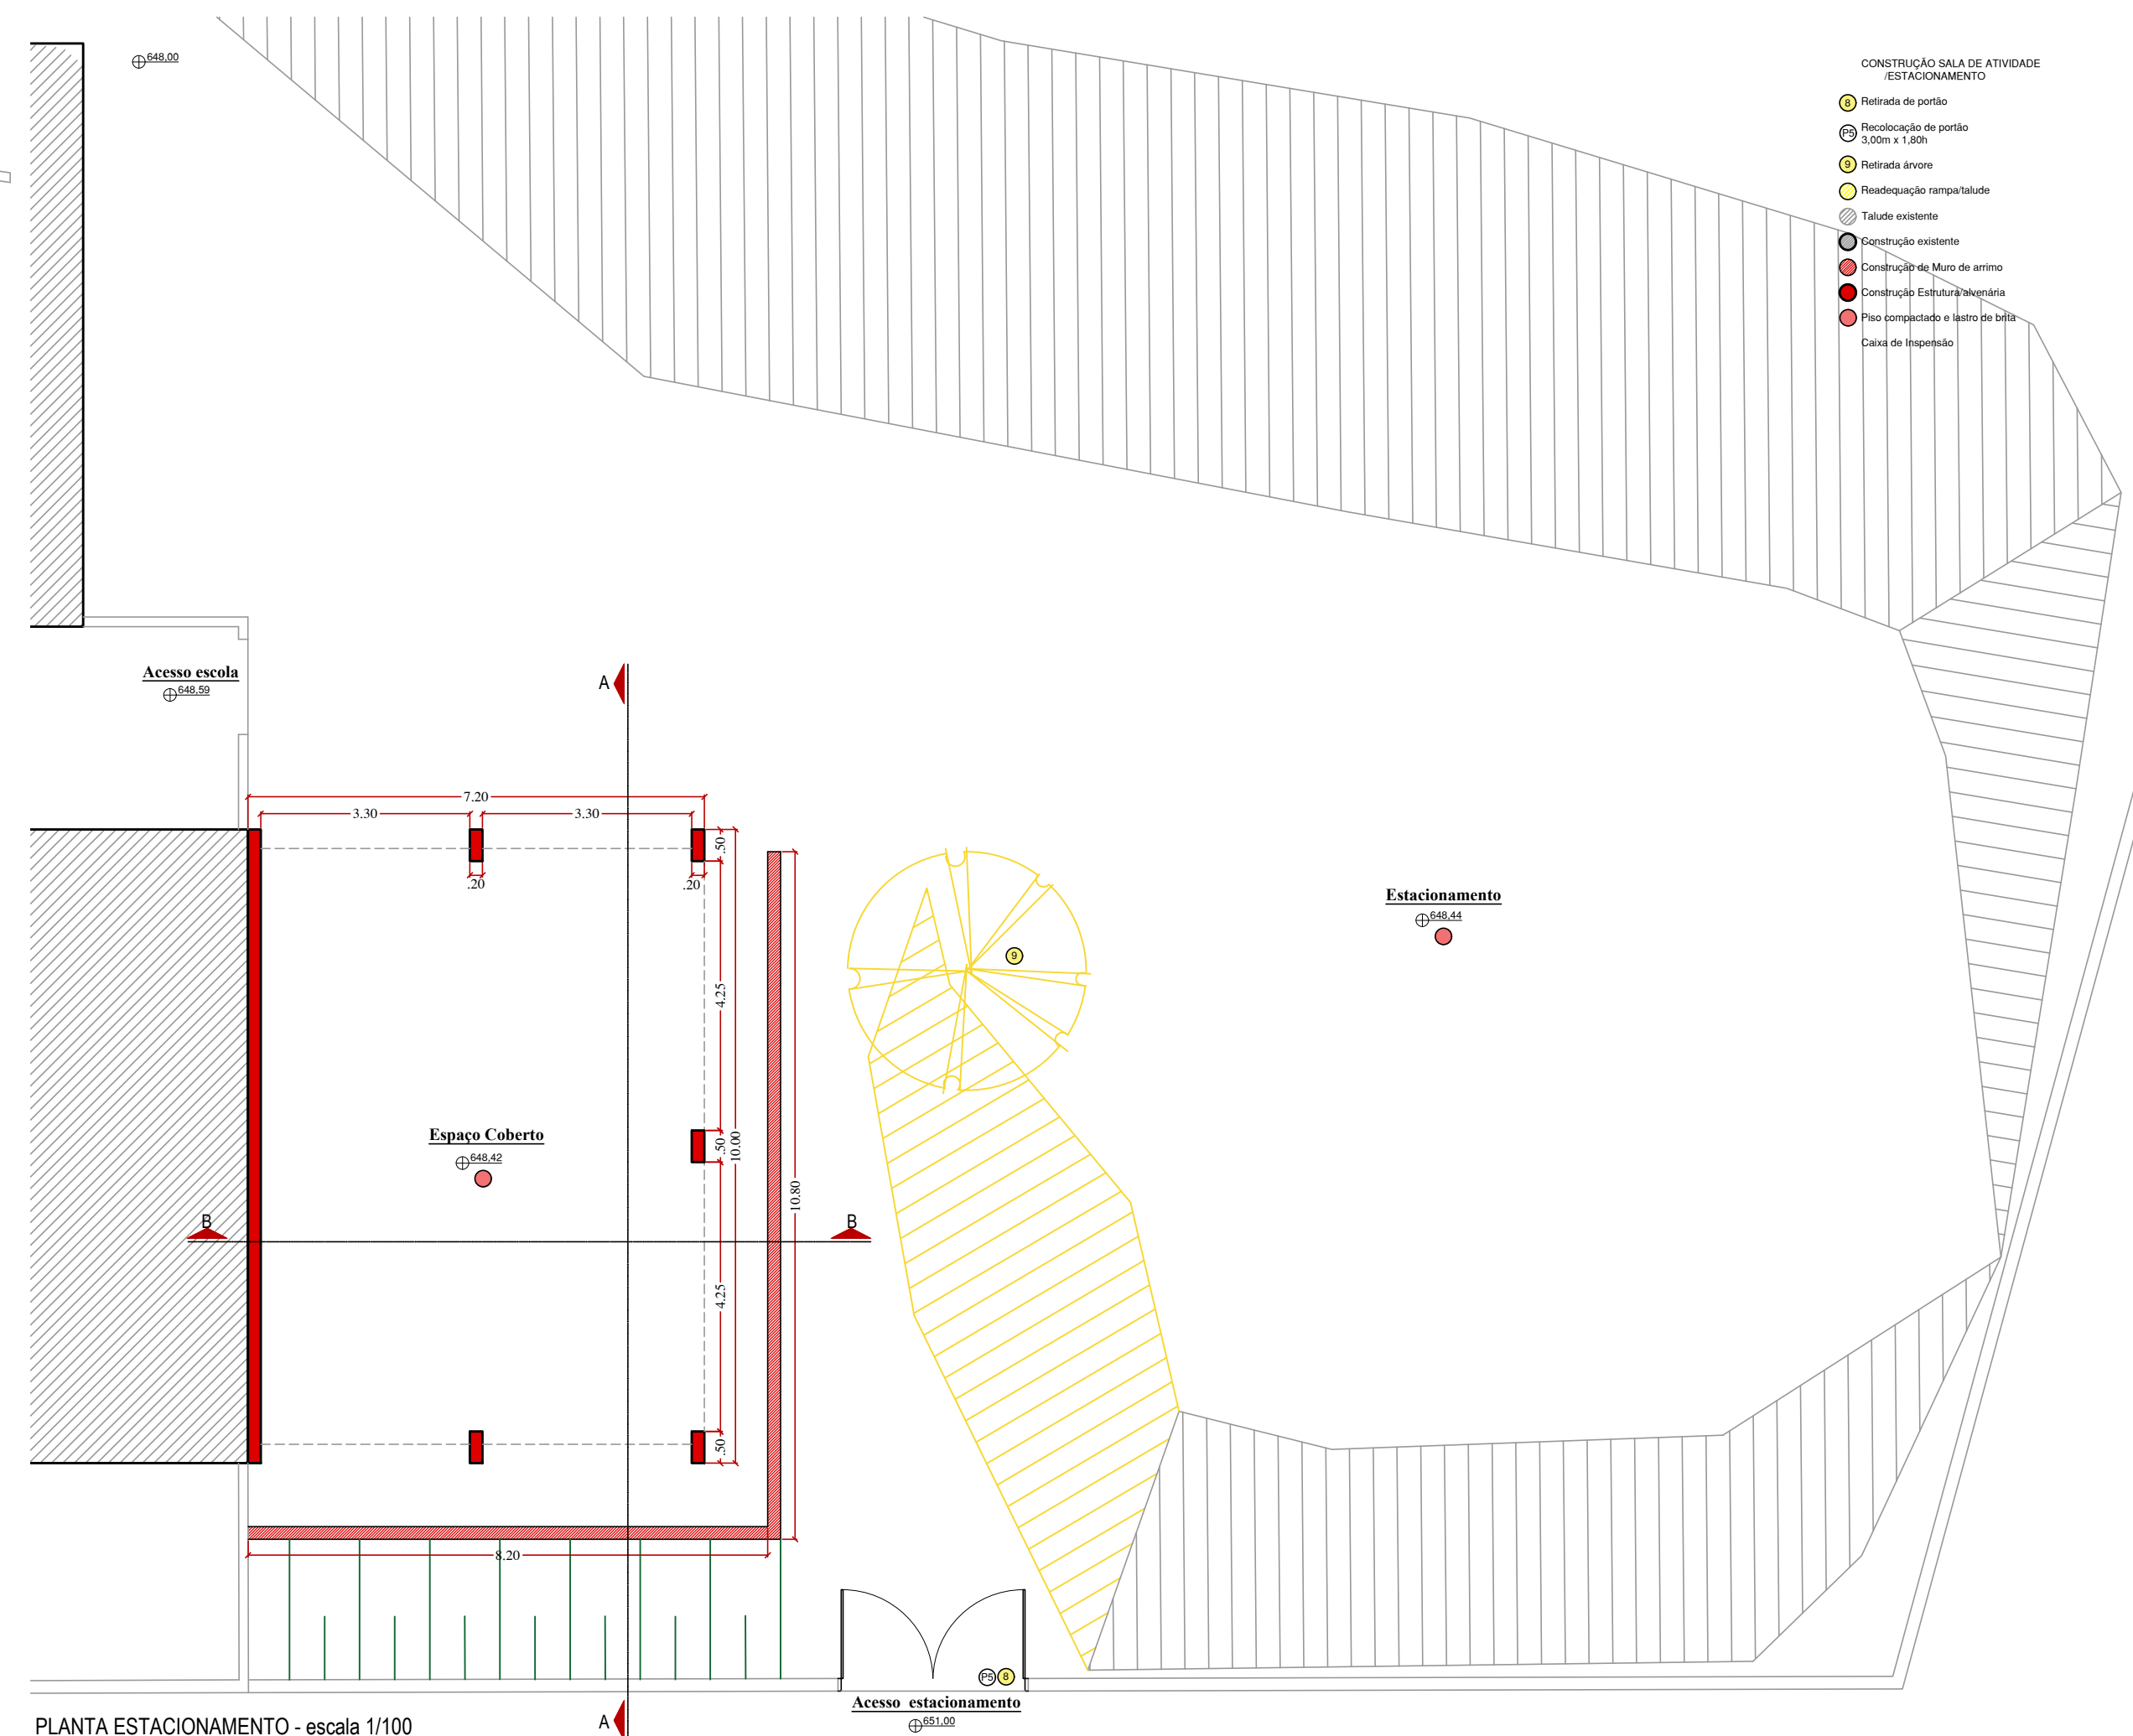 648,00
CONSTRUÇÃO SALA DE ATIVIDADE
/ESTACIONAMENTO
8 Retirada de portão
P5 Recolocação de portão
3,00m x 1,80h
9 Retirada árvore
Readequação rampa/talude
Talude existente
Construção existente
Construção de Muro de arrimo
Construção Estrutura/alvenária
Piso compactado e lastro de brita
Caixa de Inspensão
Acesso escola
648,59
A
7.20
3.30
3.30
.50
.20
.20
4.25
Estacionamento
648,44
9
Espaço Coberto
648,42
.50
10.00
10.80
B
B
4.25
.50
8.20
P5 8
Acesso estacionamento
651,00
A
PLANTA ESTACIONAMENTO - escala 1/100